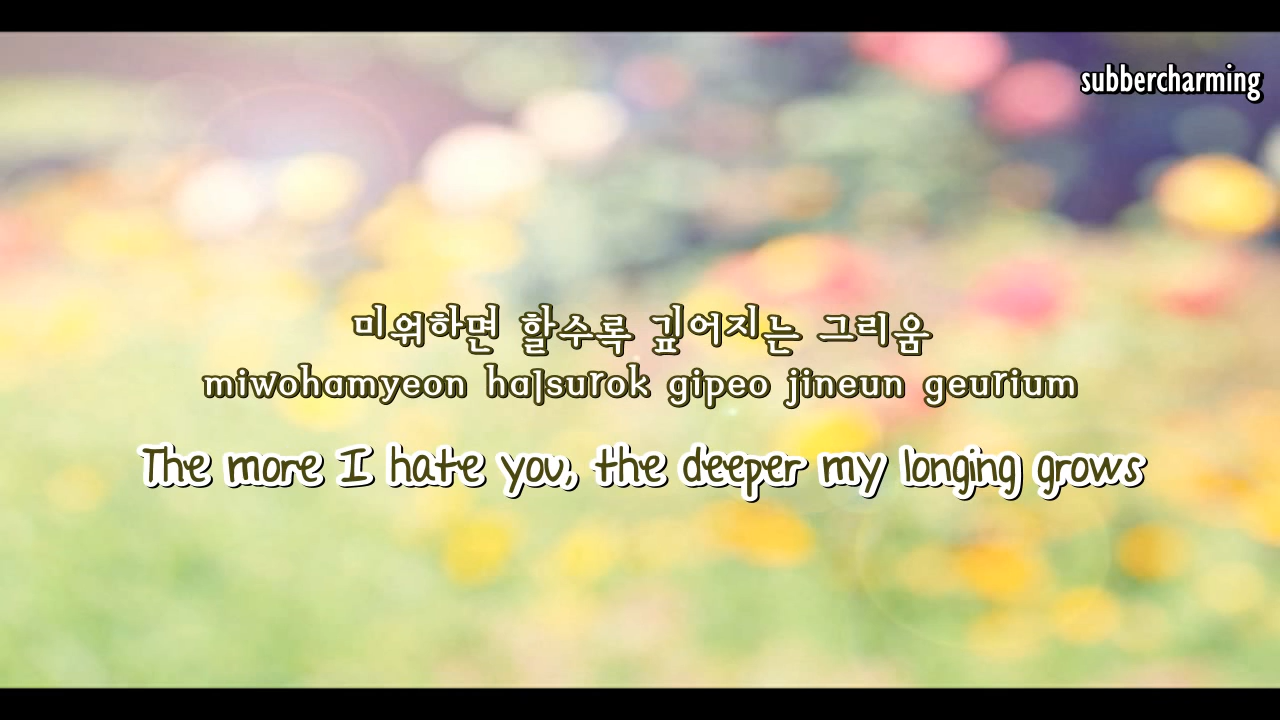 subbercharming
미워하면 할수록 깊어지는 그리움
miwohamyeon halsurok gipeo jineun geurium
The more I hate you, the deeper my longing grows